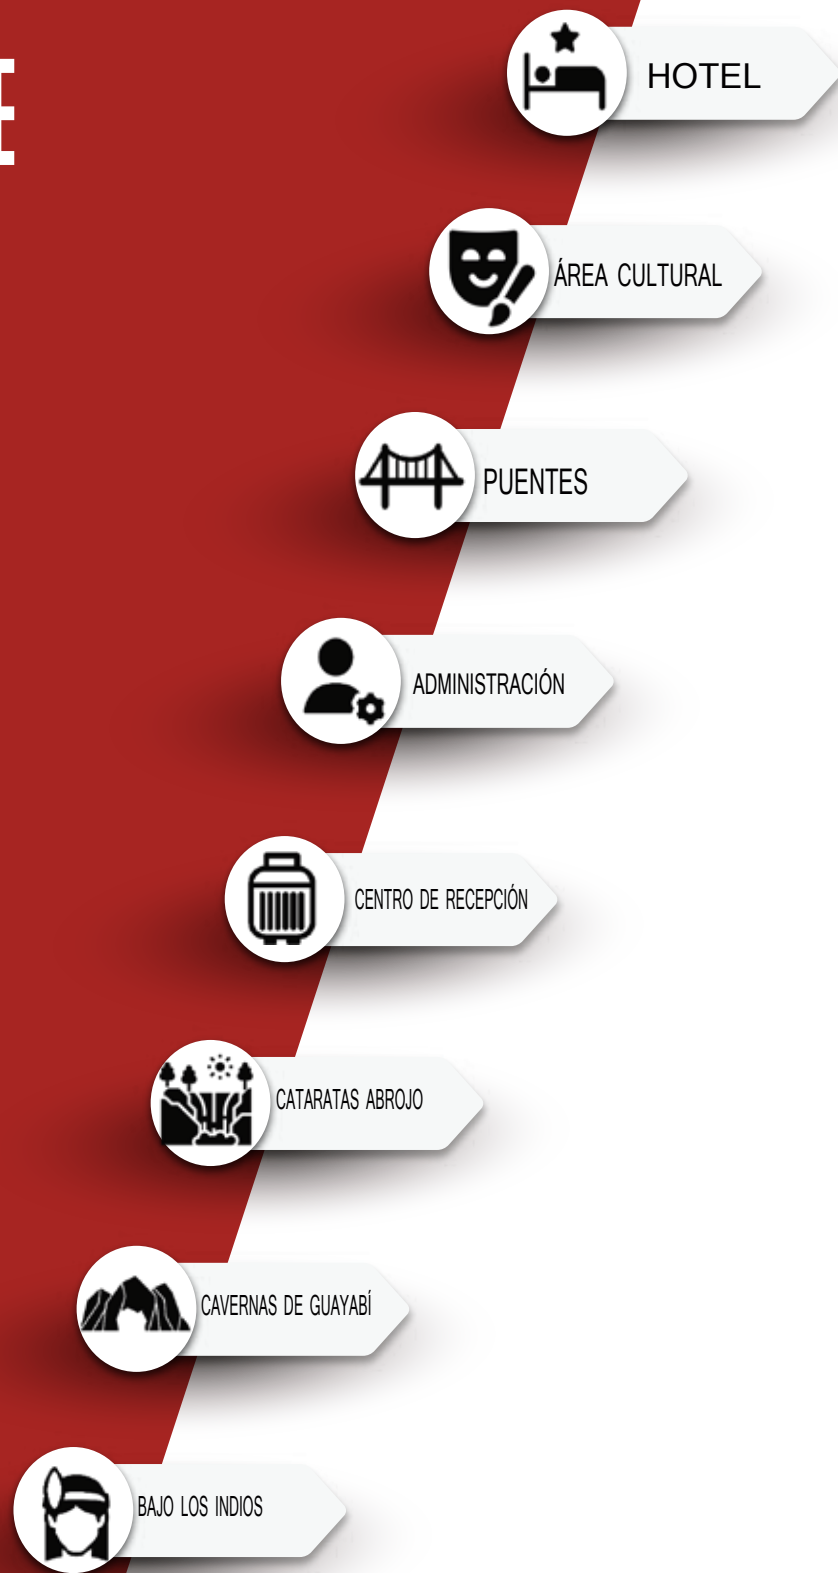 E
HOTEL
ÁREA CULTURAL
PUENTES
ADMINISTRACIÓN
CENTRO DE RECEPCIÓN
CATARATAS ABROJO
CAVERNAS DE GUAYABÍ
BAJO LOS INDIOS